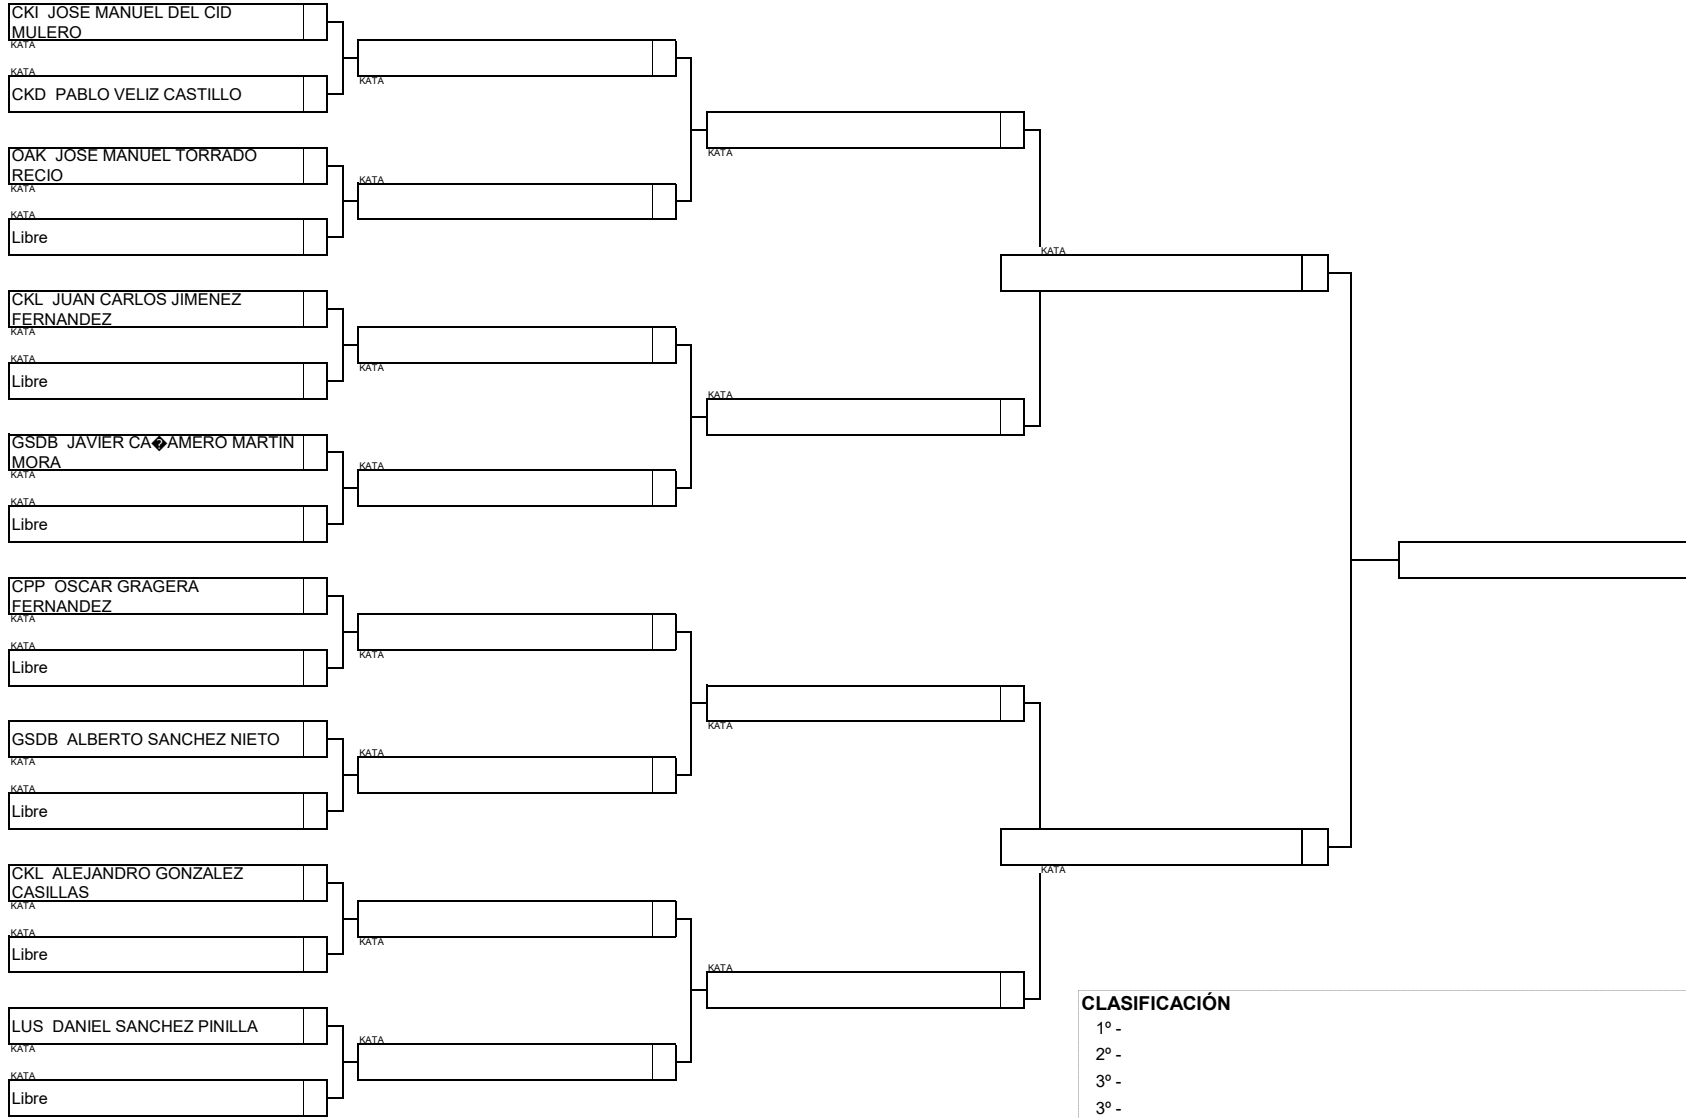 CKI JOSE MANUEL DEL CID
MULERO
KATA
KATA
CKD PABLO VELIZ CASTILLO
OAK JOSE MANUEL TORRADO
RECIO
KATA
KATA
Libre
CKL JUAN CARLOS JIMENEZ
FERNANDEZ
KATA
KATA
Libre
GSDB JAVIER CA�AMERO MARTIN
MORA
KATA
KATA
Libre
CPP OSCAR GRAGERA
FERNANDEZ
KATA
KATA
Libre
GSDB ALBERTO SANCHEZ NIETO
KATA
KATA
Libre
CKL ALEJANDRO GONZALEZ
CASILLAS
KATA
KATA
Libre
LUS DANIEL SANCHEZ PINILLA
KATA
KATA
Libre
KATA
KATA
KATA
KATA
KATA
KATA
KATA
KATA
KATA
KATA
KATA
KATA
KATA
KATA
CLASIFICACIÓN
1º -
2º -
3º -
3º -